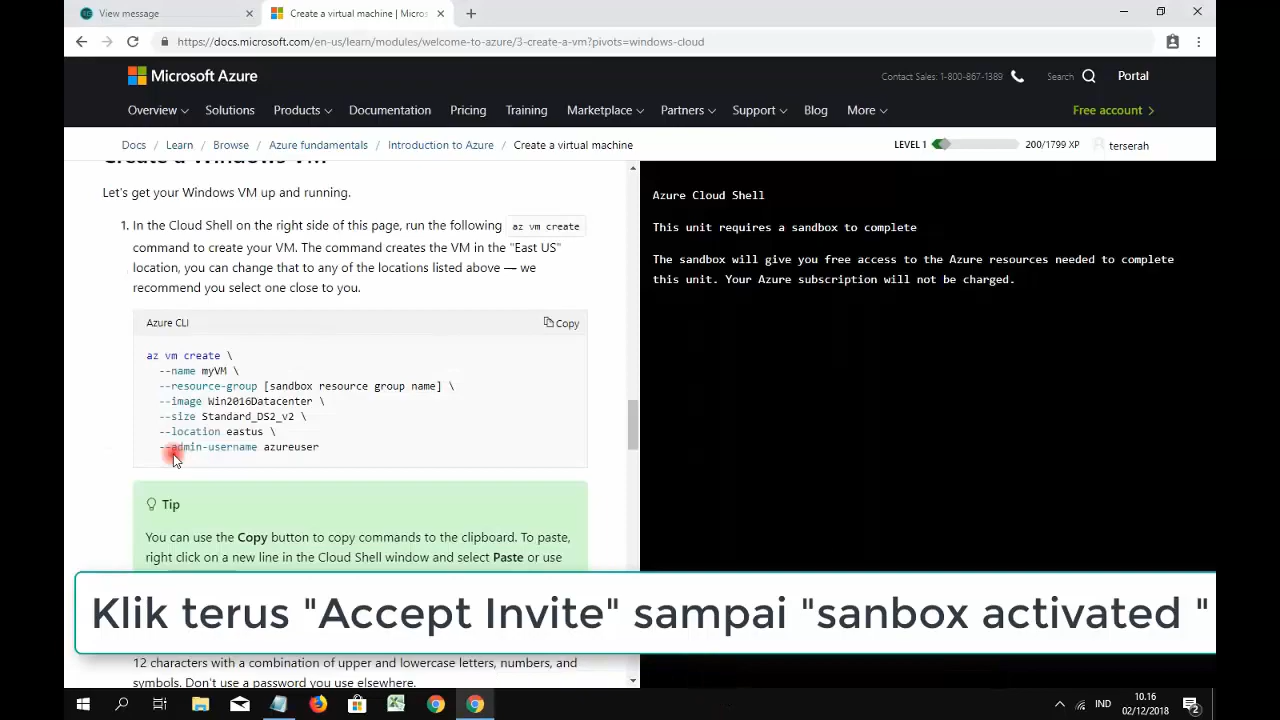 View message
Create a virtual machine | Micros
https://docs.microsoft.com/en-us/learn/modules/welcome-to-azure/3-create-a-vm?pivots=windows-cloud
Microsoft Azure
Contact Sales: 1-800-867-1389
Search
Portal
Overview
Solutions
Products
Documentation
Pricing
Training
Marketplace
Partners
Support
Blog
More
Free account
Docs / Learn / Browse / Azure fundamentals / Introduction to Azure / Create a virtual machine
LEVEL 1
200/1799 XP
terserah
Create a Windows VM
Let's get your Windows VM up and running.
1. In the Cloud Shell on the right side of this page, run the following az vm create
command to create your VM. The command creates the VM in the "East US"
location, you can change that to any of the locations listed above — we
recommend you select one close to you.
Azure CLI
Copy
az vm create \
--name myVM \
--resource-group [sandbox resource group name] \
--image Win2016Datacenter \
--size Standard_DS2_v2 \
--location eastus \
--admin-username azureuser
Tip
You can use the Copy button to copy commands to the clipboard. To paste,
right click on a new line in the Cloud Shell window and select Paste or use
12 characters with a combination of upper and lowercase letters, numbers, and
symbols. Don't use a password you use elsewhere.
Azure Cloud Shell
This unit requires a sandbox to complete
The sandbox will give you free access to the Azure resources needed to complete
this unit. Your Azure subscription will not be charged.
Klik terus "Accept Invite" sampai "sanbox activated "
IND
10.16
02/12/2018
2